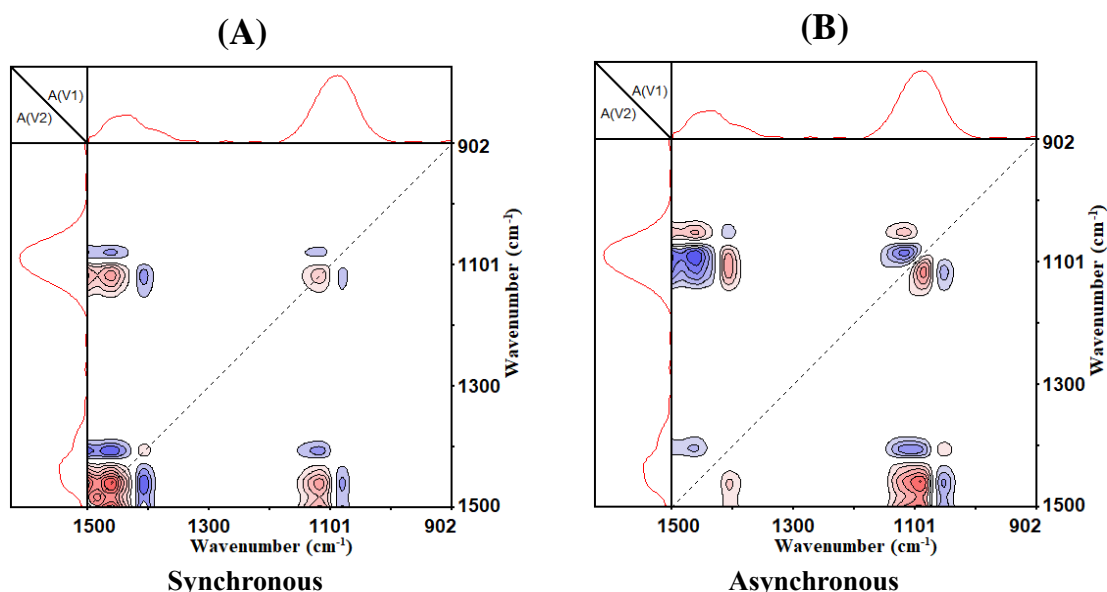 (A)
A(V1)
A(V2)
902
1101
1300
1500
Wavenumber (cm-1)
1500 1300 1101 902
Wavenumber (cm-1)
Synchronous
(B)
A(V1)
A(V2)
902
1101
1300
1500
Wavenumber (cm-1)
1500 1300 1101 902
Wavenumber (cm-1)
Asynchronous